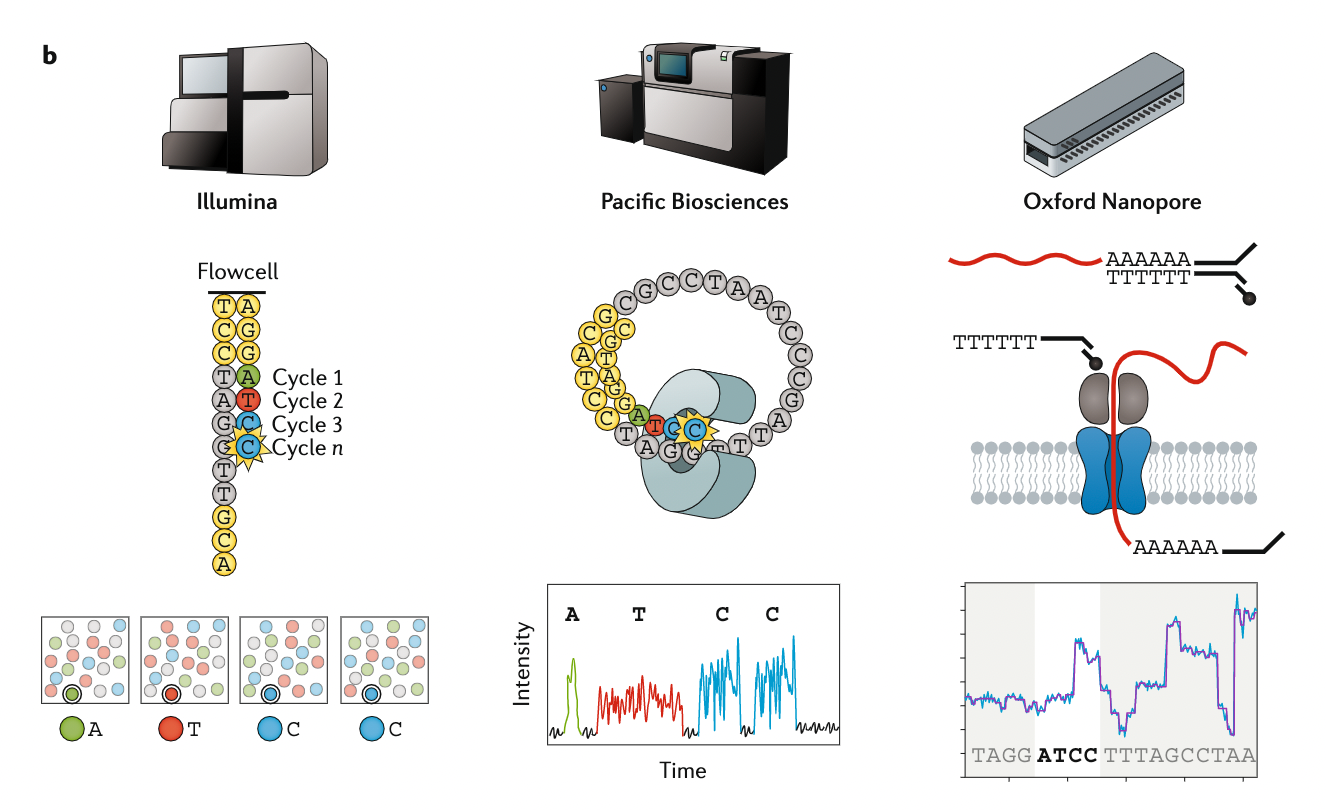 b
Illumina
Pacific Biosciences
Oxford Nanopore
Flowcell
T A
C G
C G
T A Cycle 1
A T Cycle 2
G C Cycle 3
G C Cycle n
T
T
G
C
A
A T C C
C G C C T A A T C C C G A T T T G G A T
G C A T C C
C G T A G G A T C C
Intensity
A T C C
Time
AAAAAA
TTTTTT
TTTTTT
AAAAAA
TAGG ATCC TTTAGCCTAA